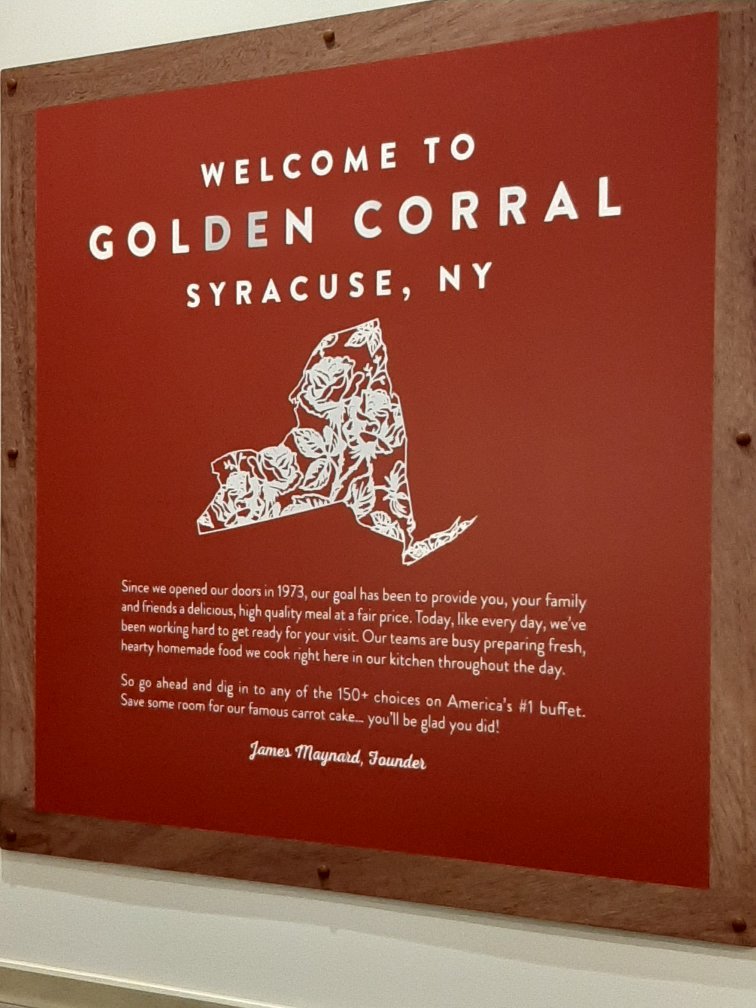 WELCOME TO
GOLDEN CORRAL
SYRACUSE, NY
Since we opened our doors in 1973, our goal has been to provide you, your family
and friends a delicious, high quality meal at a fair price. Today, like every day, we've
been working hard to get ready for your visit. Our teams are busy preparing fresh,
hearty homemade food we cook right here in our kitchen throughout the day.
So go ahead and dig in to any of the 150+ choices on America's #1 buffet.
Save some room for our famous carrot cake... you'll be glad you did!
James Maynard, Founder